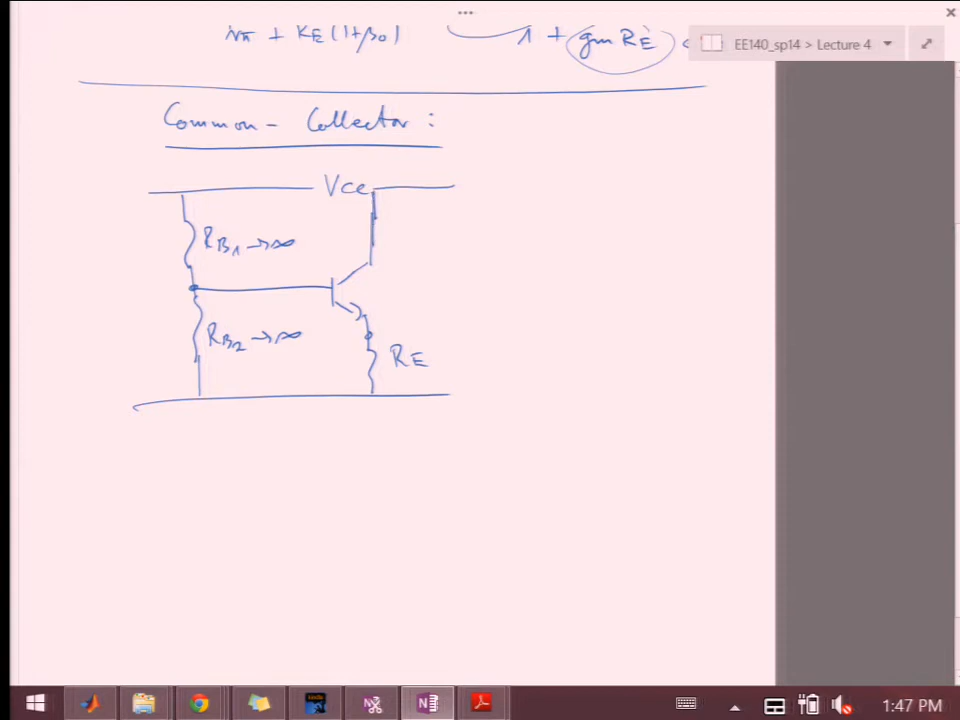 rπ + RE(1+β0)    1 + gm RE
EE140_sp14 > Lecture 4
Common - Collector :
Vcc
RB1 → ∞
RB2 → ∞
RE
1:47 PM